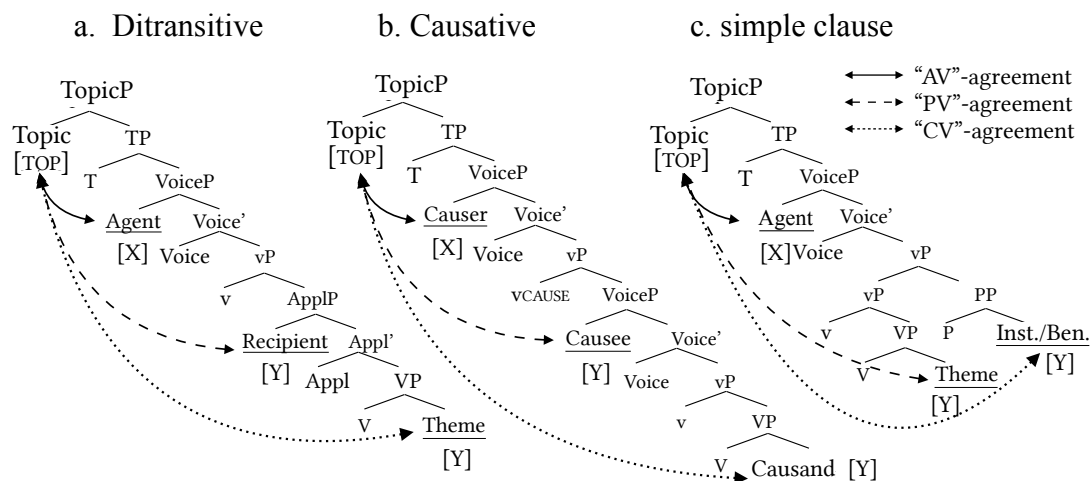 a. Ditransitive
b. Causative
c. simple clause
"AV"-agreement
"PV"-agreement
"CV"-agreement
TopicP
Topic
[TOP]
TP
T
VoiceP
Agent
[X]
Voice'
Voice
vP
v
ApplP
Recipient
[Y]
Appl'
Appl
VP
V
Theme
[Y]
TopicP
Topic
[TOP]
TP
T
VoiceP
Causer
[X]
Voice'
Voice
vP
vCAUSE
VoiceP
Causee
[Y]
Voice'
Voice
vP
v
VP
V
Causand [Y]
TopicP
Topic
[TOP]
TP
T
VoiceP
Agent
[X]
Voice'
Voice
vP
vP
PP
v
VP
P
Inst./Ben.
[Y]
V
Theme
[Y]